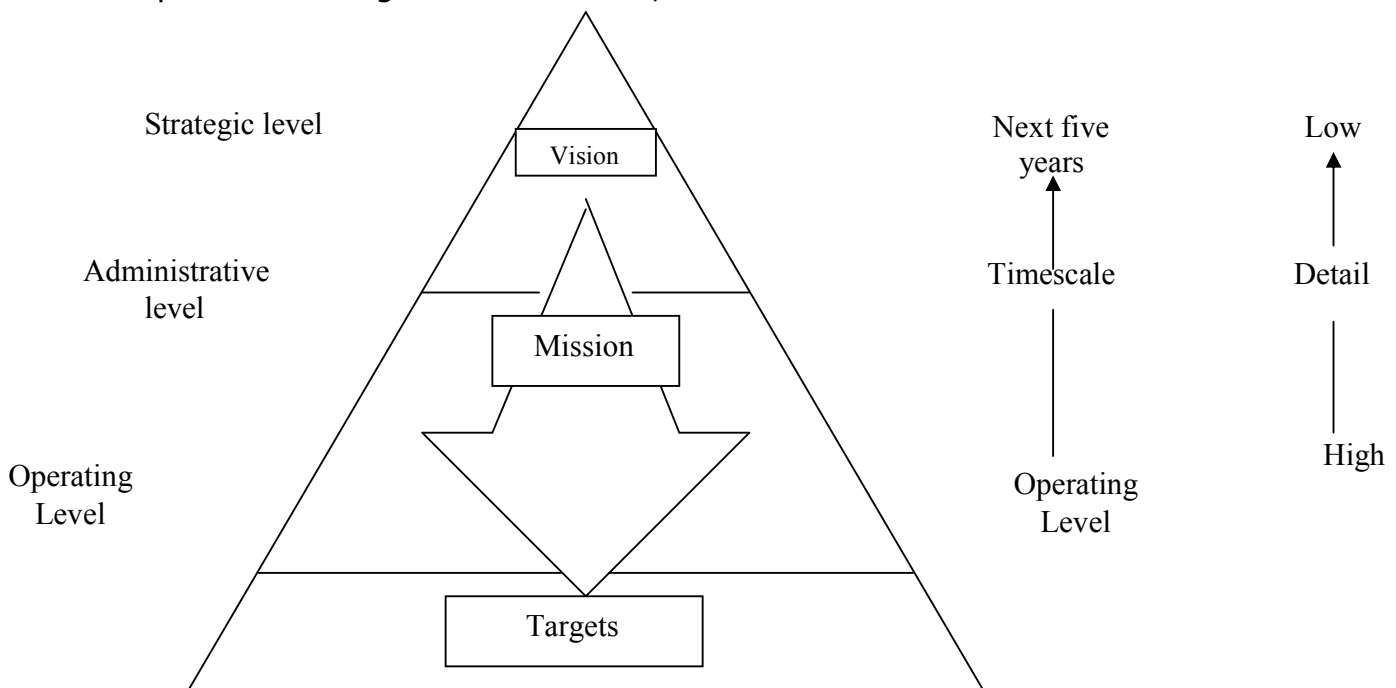 Strategic level
Vision
Next five
years
Low
Administrative
level
Mission
Timescale
Detail
Operating
Level
Operating
Level
High
Targets